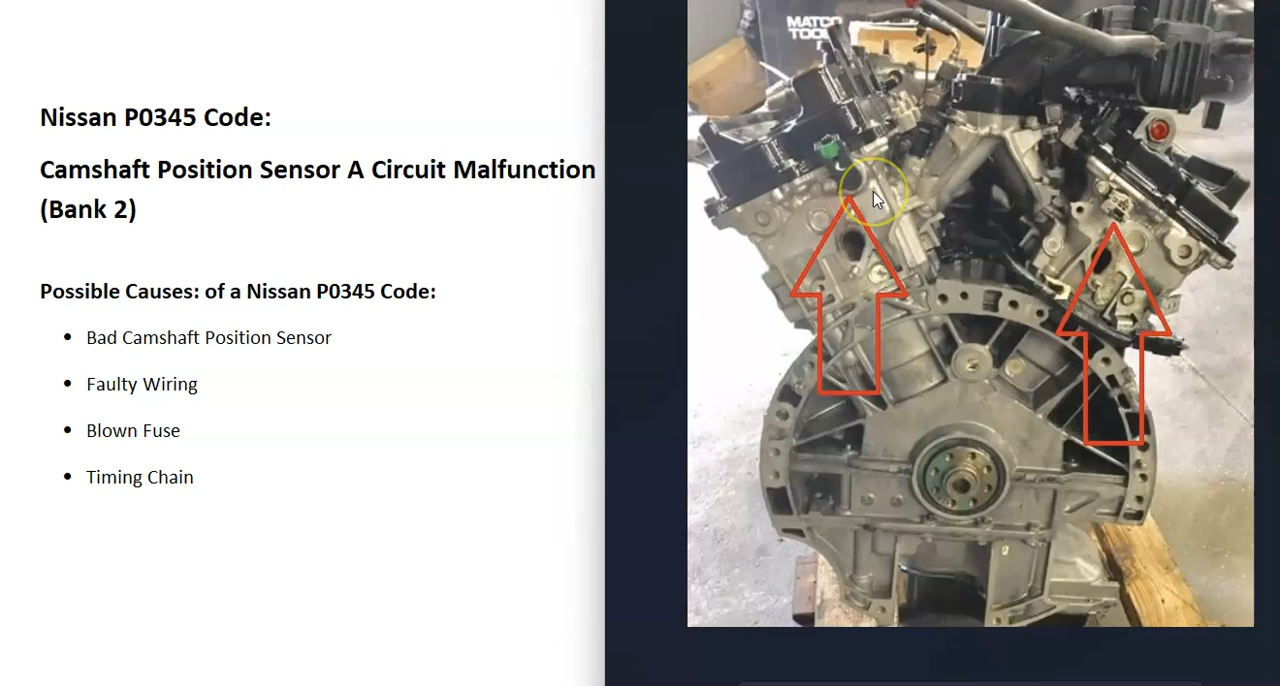 Nissan P0345 Code:
Camshaft Position Sensor A Circuit Malfunction
(Bank 2)
Possible Causes: of a Nissan P0345 Code:
Bad Camshaft Position Sensor
Faulty Wiring
Blown Fuse
Timing Chain
MATCO